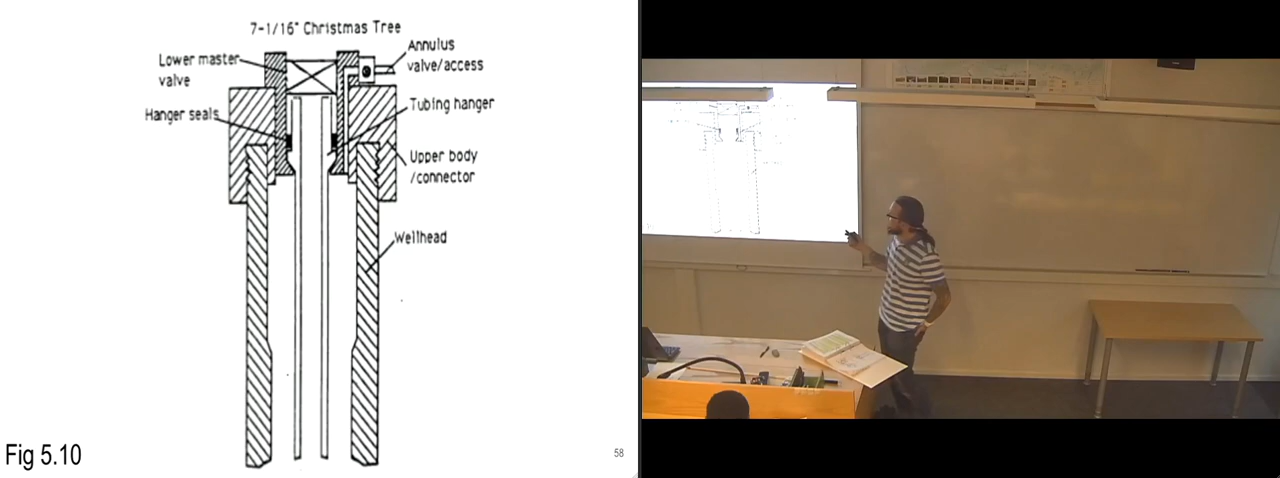 7-1/16" Christmas Tree
Lower master
valve
Annulus
valve/access
Hanger seals
Tubing hanger
Upper body
/connector
Wellhead
Fig 5.10
58